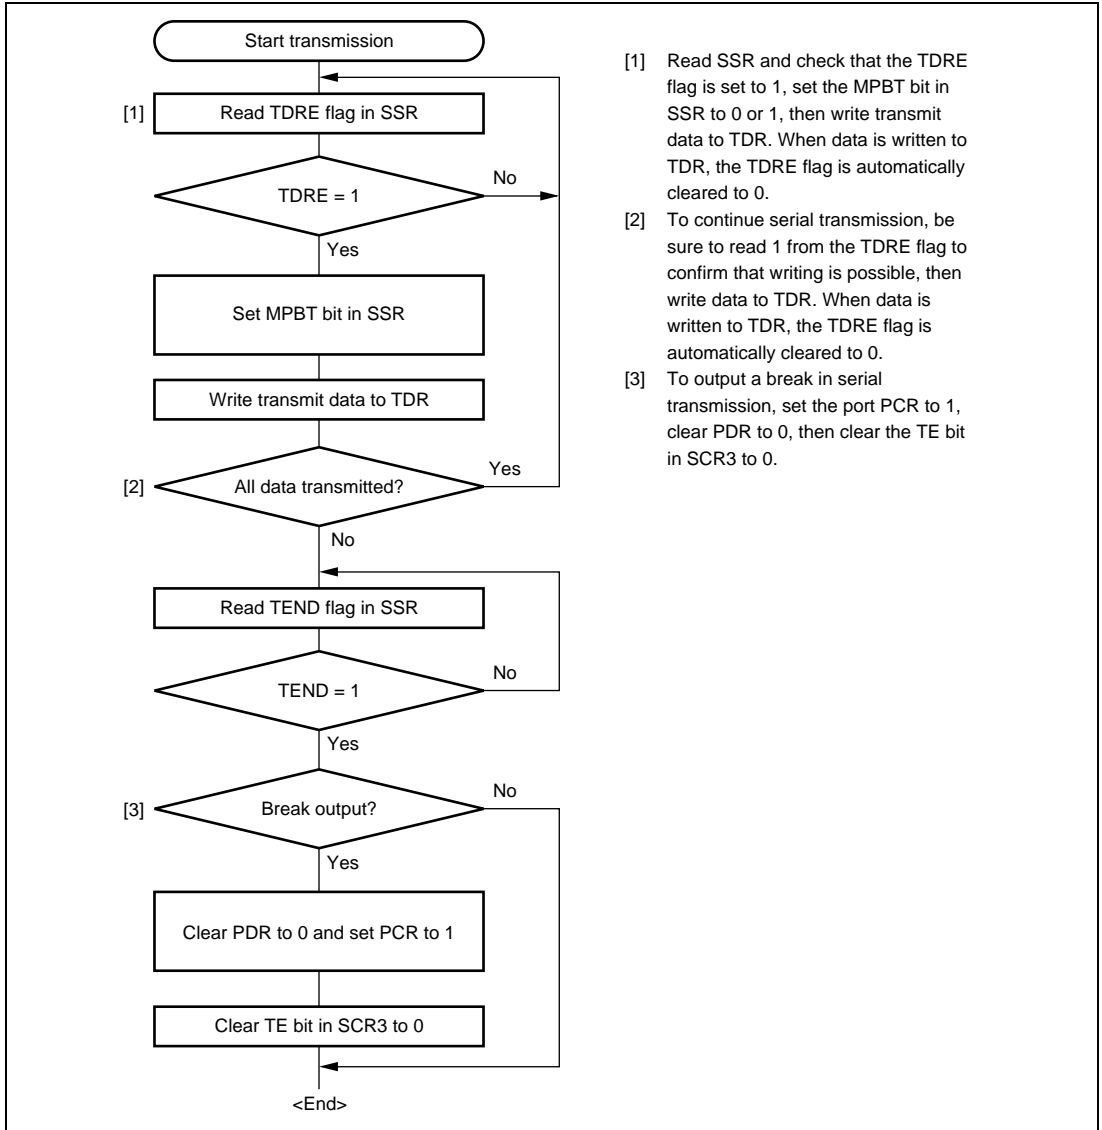 Start transmission
[1]
Read TDRE flag in SSR
TDRE = 1
No
Yes
Set MPBT bit in SSR
Write transmit data to TDR
[2]
All data transmitted?
Yes
No
Read TEND flag in SSR
TEND = 1
No
Yes
[3]
Break output?
No
Yes
Clear PDR to 0 and set PCR to 1
Clear TE bit in SCR3 to 0
<End>
[1] Read SSR and check that the TDRE
flag is set to 1, set the MPBT bit in
SSR to 0 or 1, then write transmit
data to TDR. When data is written to
TDR, the TDRE flag is automatically
cleared to 0.
[2] To continue serial transmission, be
sure to read 1 from the TDRE flag to
confirm that writing is possible, then
write data to TDR. When data is
written to TDR, the TDRE flag is
automatically cleared to 0.
[3] To output a break in serial
transmission, set the port PCR to 1,
clear PDR to 0, then clear the TE bit
in SCR3 to 0.